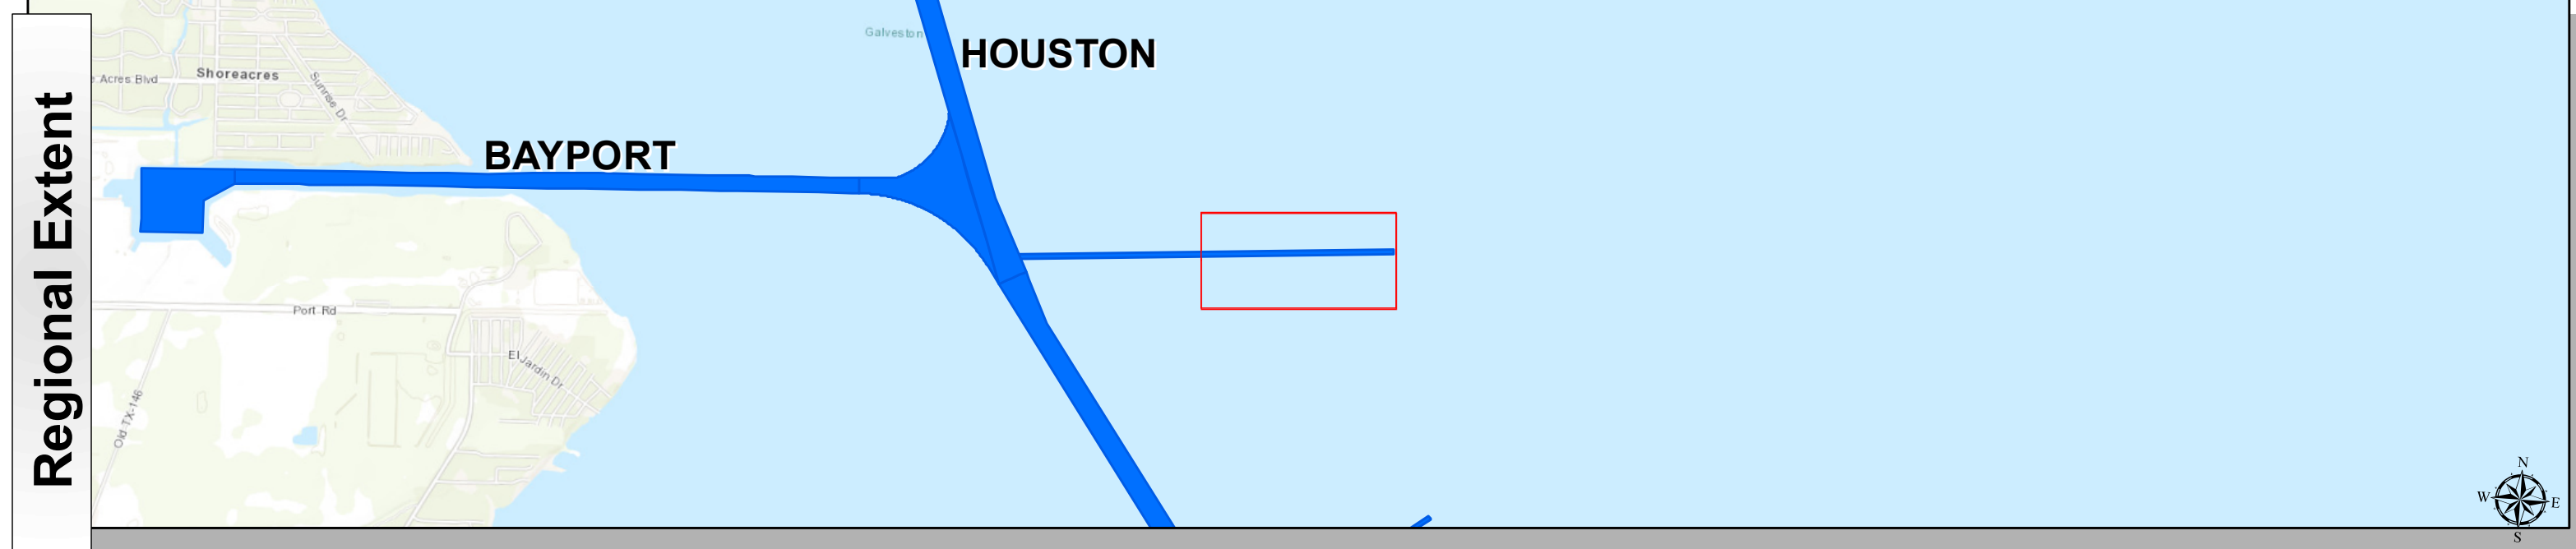 Regional Extent
Galveston
HOUSTON
Shoreacres
Acres Blvd
Sunrise Dr
BAYPORT
Port Rd
El Jardin Dr
Old TX-146
N
W
E
S